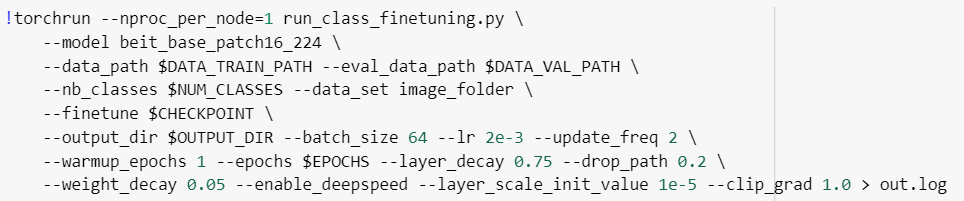 !torchrun --nproc_per_node=1 run_class_finetuning.py \
--model beit_base_patch16_224 \
--data_path $DATA_TRAIN_PATH --eval_data_path $DATA_VAL_PATH \
--nb_classes $NUM_CLASSES --data_set image_folder \
--finetune $CHECKPOINT \
--output_dir $OUTPUT_DIR --batch_size 64 --lr 2e-3 --update_freq 2 \
--warmup_epochs 1 --epochs $EPOCHS --layer_decay 0.75 --drop_path 0.2 \
--weight_decay 0.05 --enable_deepspeed --layer_scale_init_value 1e-5 --clip_grad 1.0 > out.log